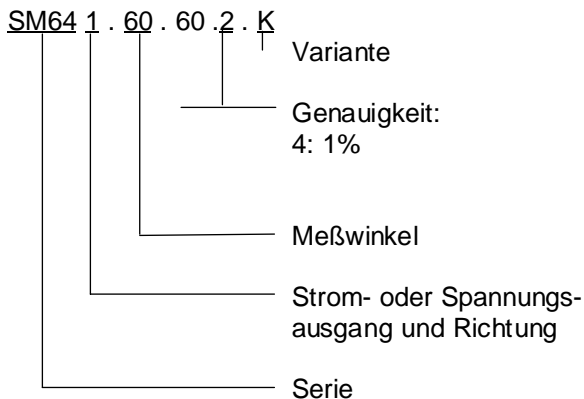 SM64 1 . 60 . 60 .2 . K
Variante
Genauigkeit:
4: 1%
Meßwinkel
Strom- oder Spannungs-
ausgang und Richtung
Serie